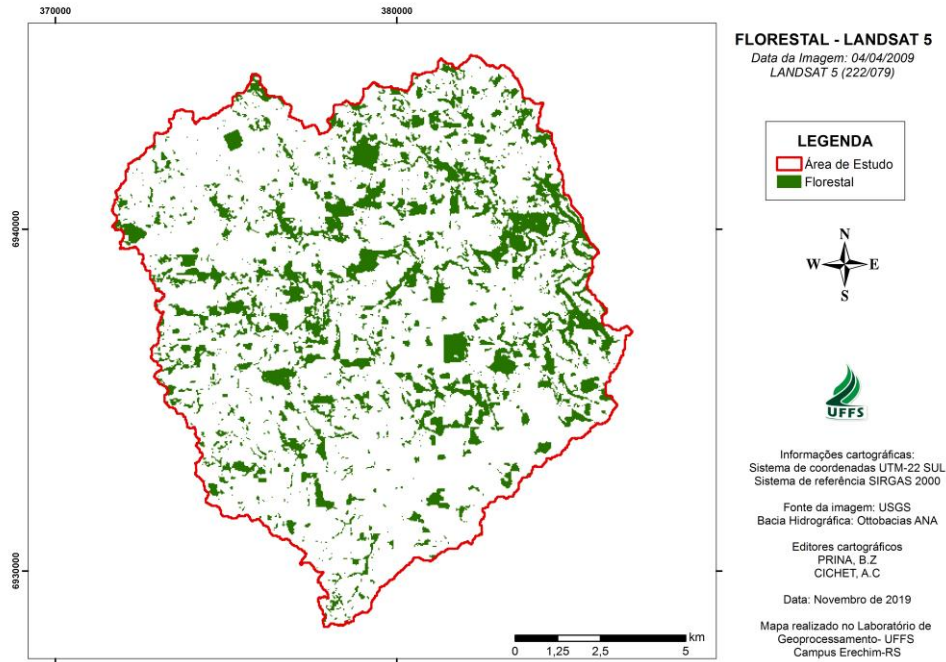 370000 380000
FLORESTAL - LANDSAT 5
Data da Imagem: 04/04/2009
LANDSAT 5 (222/079)
LEGENDA
Área de Estudo
Florestal
6940000
N
W E
S
UFFS
Informações cartográficas:
Sistema de coordenadas UTM-22 SUL
Sistema de referência SIRGAS 2000
Fonte da imagem: USGS
Bacia Hidrográfica: Ottobacias ANA
Editores cartográficos
PRINA, B.Z
CICHET, A.C
Data: Novembro de 2019
Mapa realizado no Laboratório de
Geoprocessamento- UFFS
Campus Erechim-RS
6930000
km
0 1,25 2,5 5